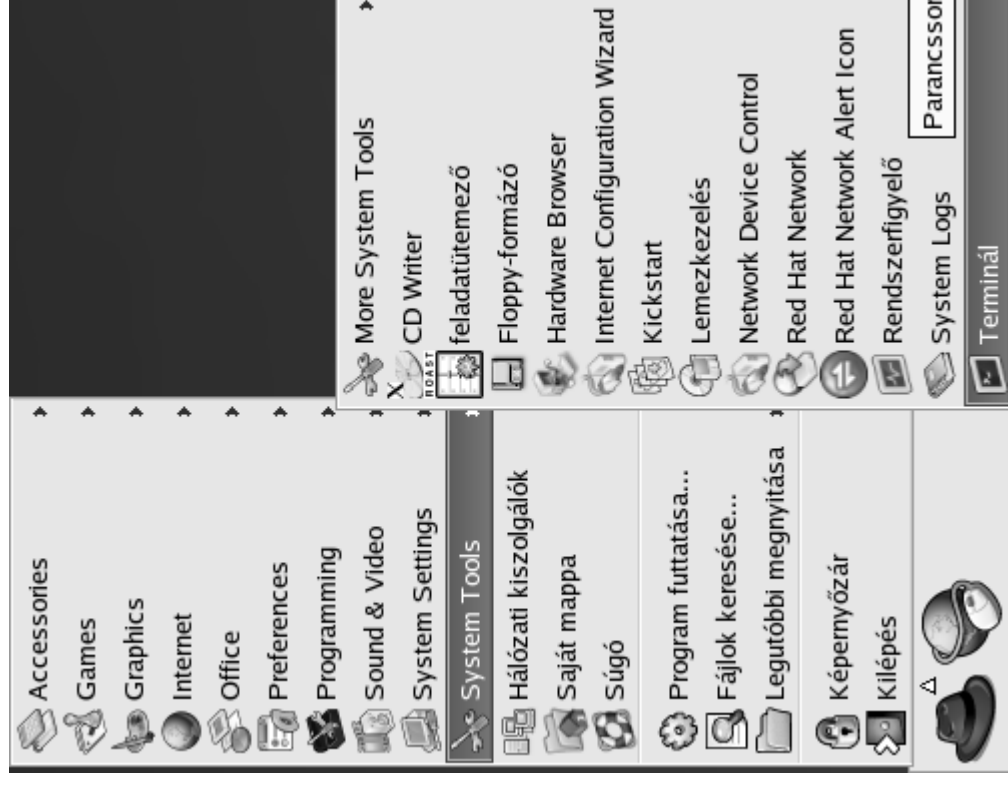 Accessories
Games
Graphics
Internet
Office
Preferences
Programming
Sound & Video
System Settings
System Tools
Hálózati kiszolgálók
Saját mappa
Súgó
Program futtatása...
Fájlok keresése...
Legutóbbi megnyitása
Képernyőzár
Kilépés
More System Tools
X
ROAST
CD Writer
feladatütemező
Floppy-formázó
Hardware Browser
Internet Configuration Wizard
Kickstart
Lemezkezelés
Network Device Control
Red Hat Network
Red Hat Network Alert Icon
Rendszerfigyelő
System Logs
Terminál
Parancssor